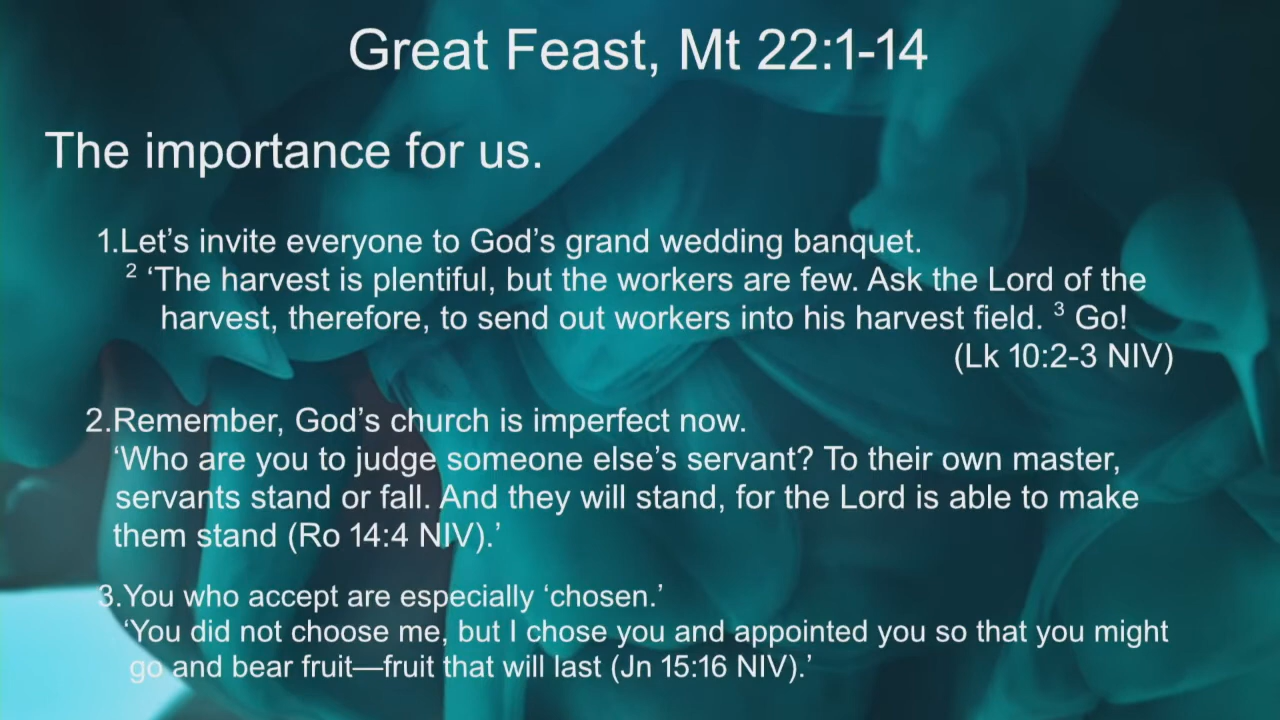 Great Feast, Mt 22:1-14
The importance for us.
1.Let’s invite everyone to God’s grand wedding banquet.
² ‘The harvest is plentiful, but the workers are few. Ask the Lord of the
harvest, therefore, to send out workers into his harvest field. ³ Go!
(Lk 10:2-3 NIV)
2.Remember, God’s church is imperfect now.
‘Who are you to judge someone else’s servant? To their own master,
servants stand or fall. And they will stand, for the Lord is able to make
them stand (Ro 14:4 NIV).’
3.You who accept are especially ‘chosen.’
‘You did not choose me, but I chose you and appointed you so that you might
go and bear fruit—fruit that will last (Jn 15:16 NIV).’